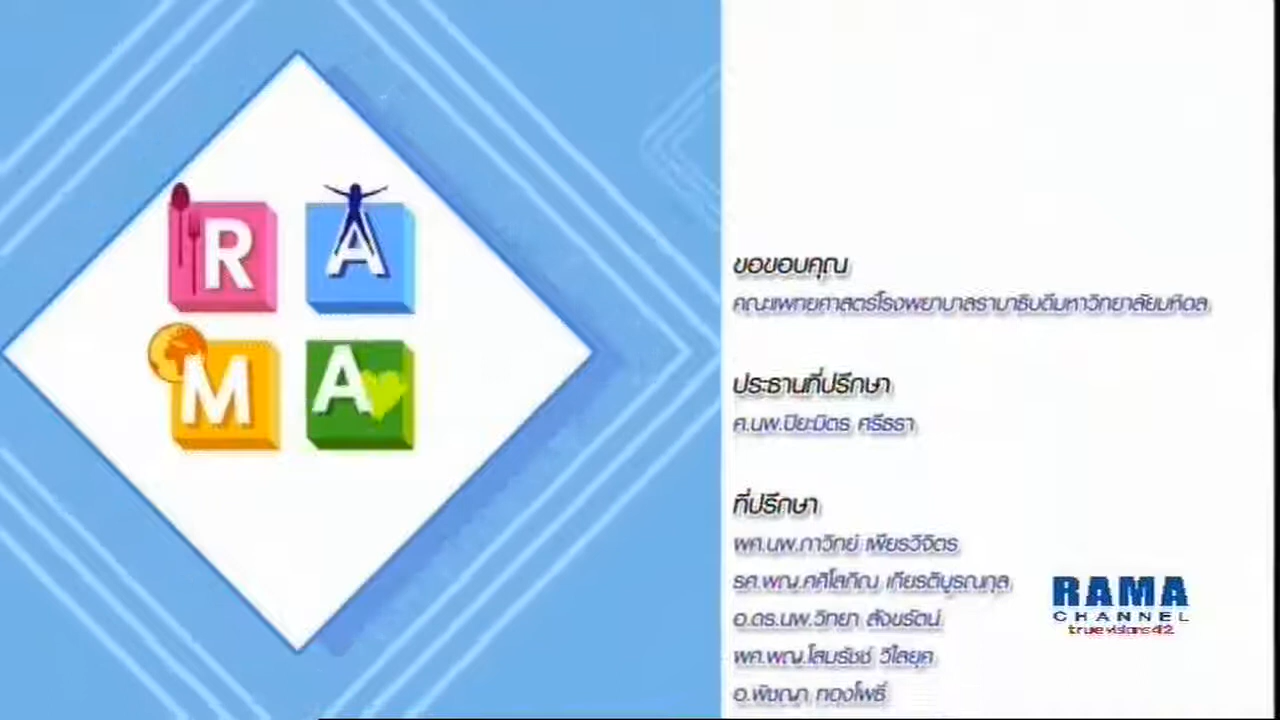 R A
M A
ขอขอบคุณ
คณะแพทยศาสตร์โรงพยาบาลรามาธิบดีมหาวิทยาลัยมหิดล
ประธานที่ปรึกษา
ศ.นพ.ปิยะมิตร ศรีธรา
ที่ปรึกษา
ผศ.นพ.ภาวิทย์ เพียรวิจิตร
รศ.พญ.ศศิโสภิณ เกียรติบูรณกุล
อ.ดร.นพ.วิทยา สังขรัตน์
ผศ.พญ.โสมรัชช์ วิไลยุค
อ.พิชญา ทองโพธิ์
RAMA
CHANNEL
truevisions42